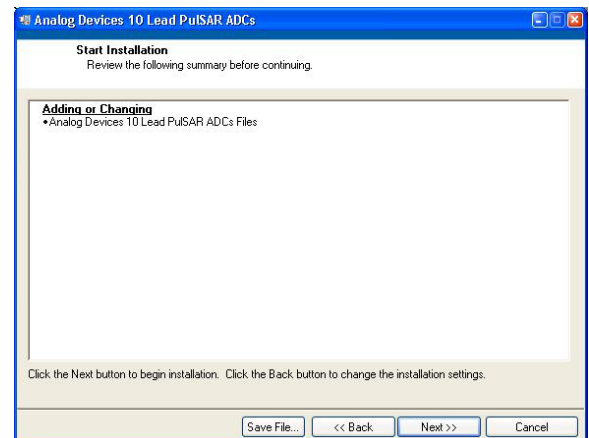 Analog Devices 10 Lead PulSAR ADCs
Start Installation
Review the following summary before continuing.
Adding or Changing
•Analog Devices 10 Lead PulSAR ADCs Files
Click the Next button to begin installation.  Click the Back button to change the installation settings.
Save File... << Back Next >> Cancel